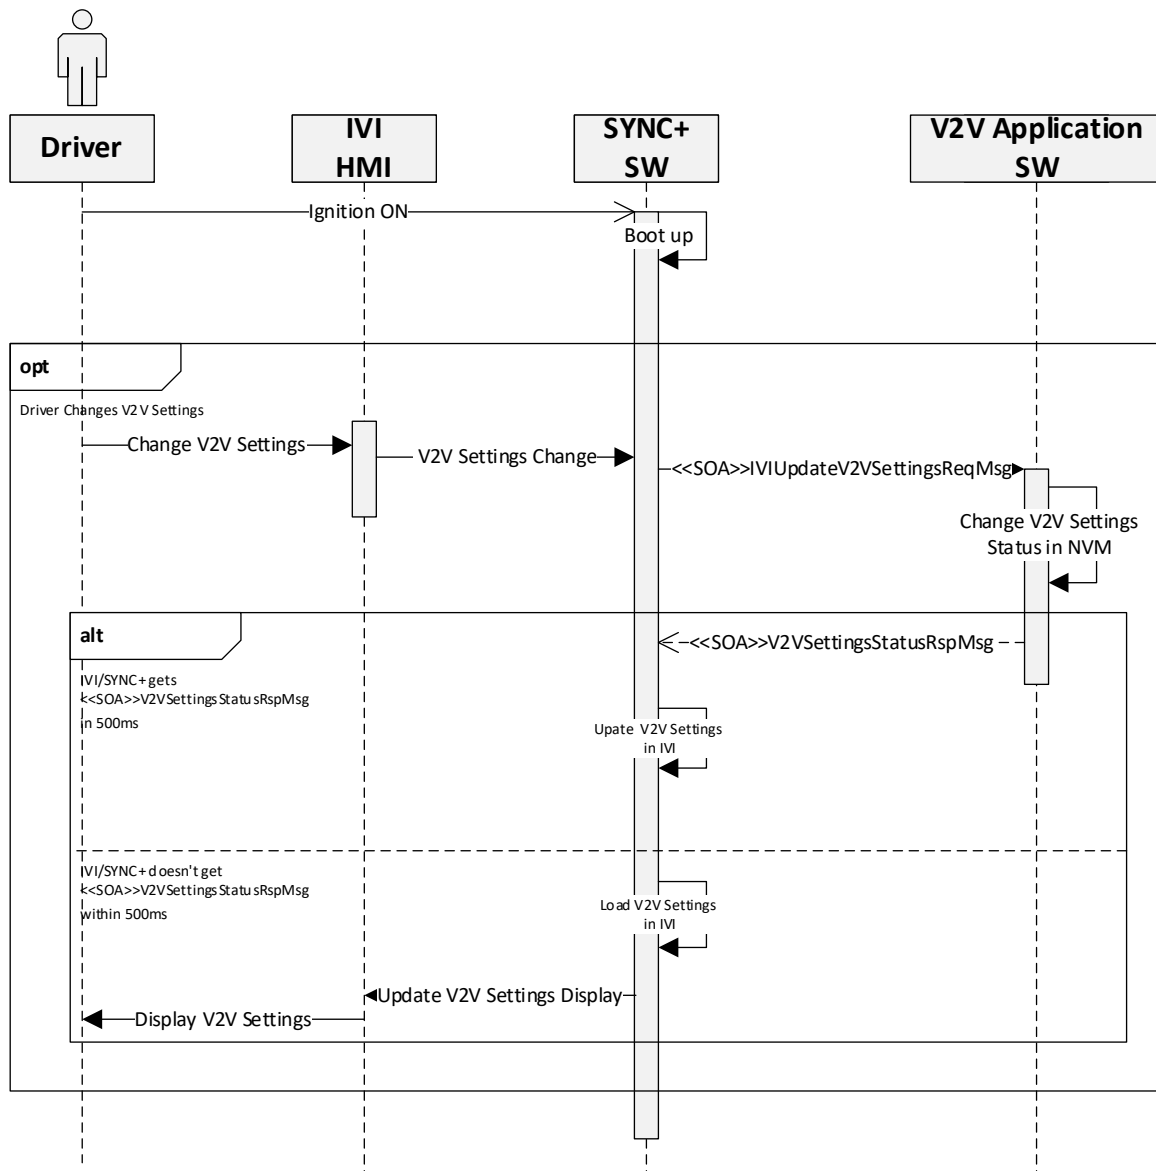 Driver
IVI
HMI
SYNC+
SW
V2V Application
SW
Ignition ON
Boot up
opt
Driver Changes V2V Settings
Change V2V Settings
V2V Settings Change
<<SOA>>IVIUpdateV2VSettingsReqMsg
Change V2V Settings
Status in NVM
alt
<<SOA>>V2VSettingsStatusRspMsg
IVI/SYNC+ gets
<<SOA>>V2VSettingsStatusRspMsg
in 500ms
Upate V2V Settings
in IVI
IVI/SYNC+ doesn't get
<<SOA>>V2VSettingsStatusRspMsg
within 500ms
Load V2V Settings
in IVI
Update V2V Settings Display
Display V2V Settings